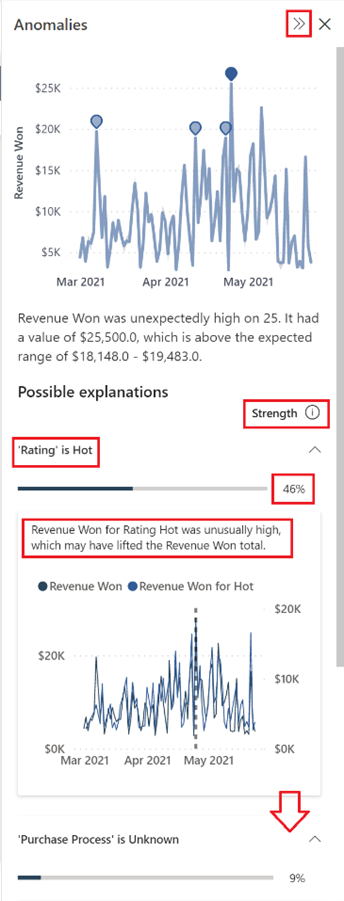 Anomalies
Revenue Won
$25K
$20K
$15K
$10K
$5K
Mar 2021 Apr 2021 May 2021
Revenue Won was unexpectedly high on 25. It had
a value of $25,500.0, which is above the expected
range of $18,148.0 - $19,483.0.
Possible explanations
Strength
'Rating' is Hot
46%
Revenue Won for Rating Hot was unusually high,
which may have lifted the Revenue Won total.
Revenue Won Revenue Won for Hot
$20K
$20K
$10K
$0K
$0K
Mar 2021 Apr 2021 May 2021
'Purchase Process' is Unknown
9%